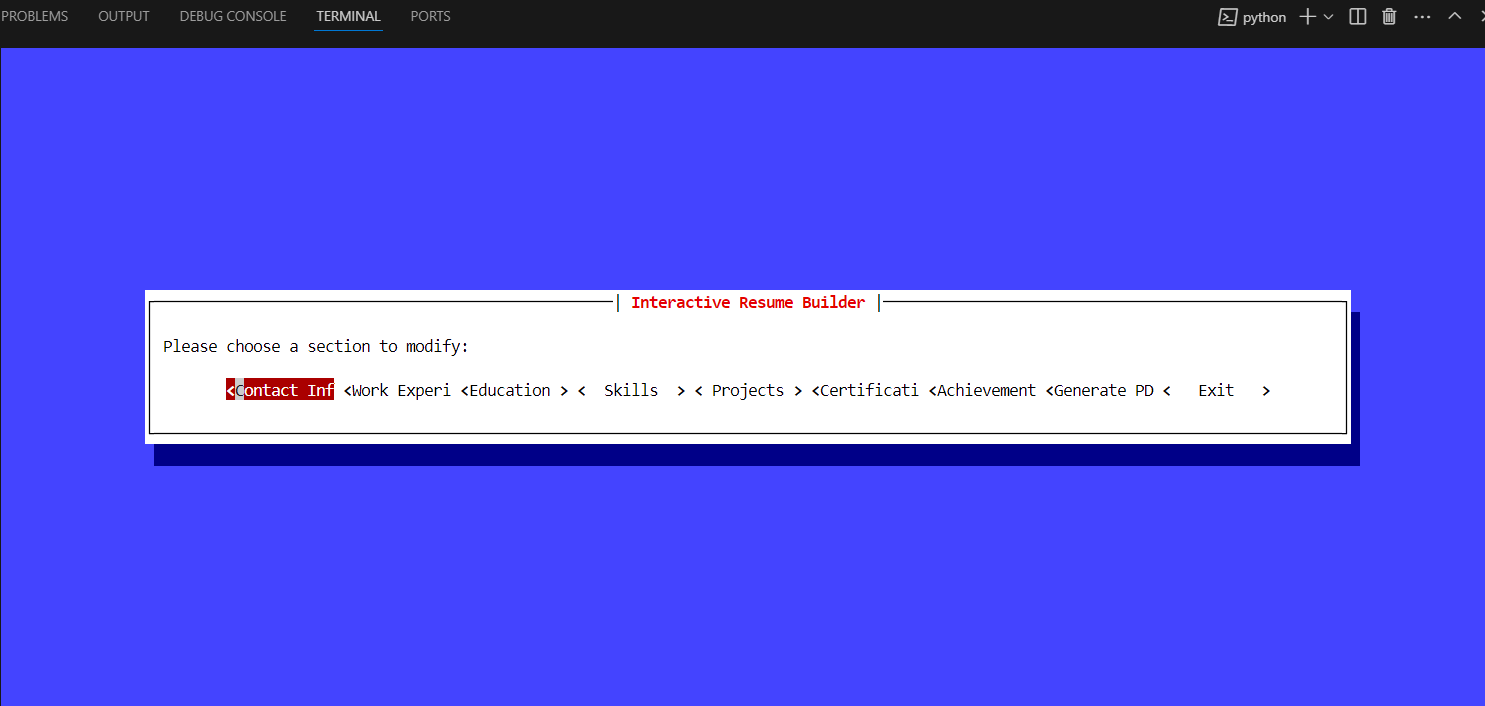 PROBLEMS OUTPUT DEBUG CONSOLE TERMINAL PORTS python
Interactive Resume Builder
Please choose a section to modify:
<Contact Inf <Work Experi <Education > < Skills > < Projects > <Certificati <Achievement <Generate PD < Exit >